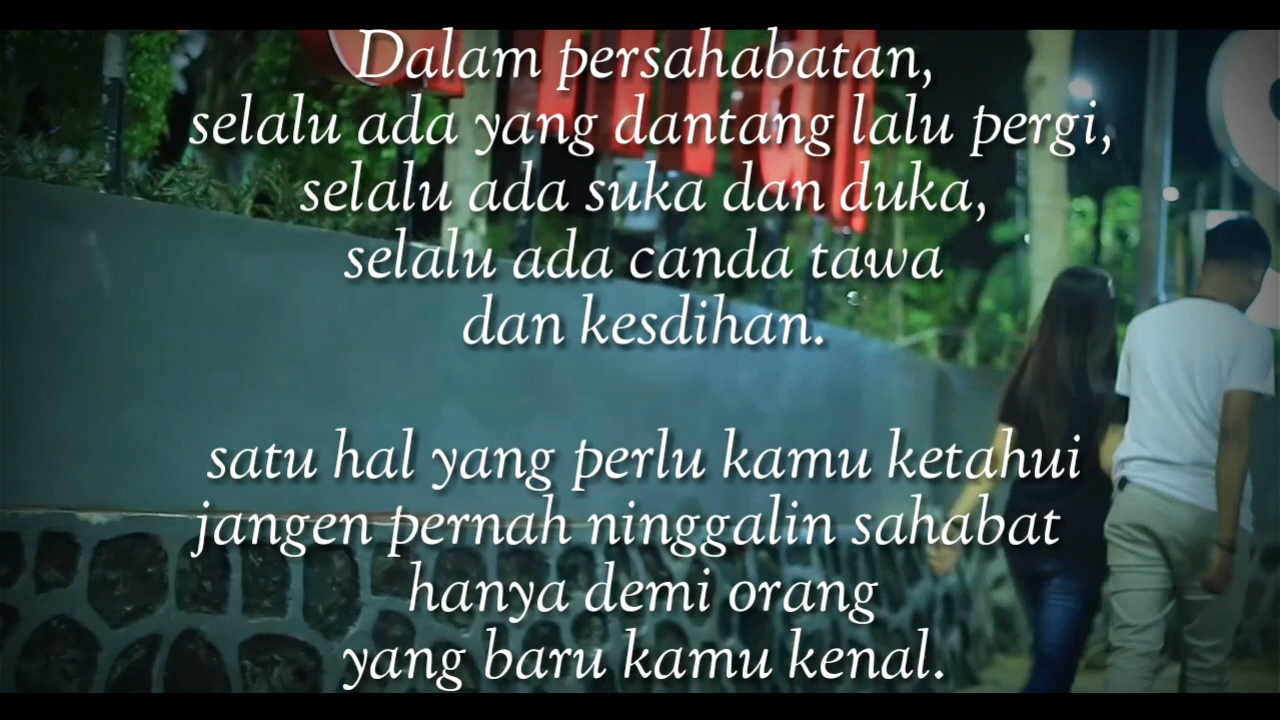 Dalam persahabatan,
selalu ada yang dantang lalu pergi,
selalu ada suka dan duka,
selalu ada canda tawa
dan kesdihan.
satu hal yang perlu kamu ketahui
jangen pernah ninggalin sahabat
hanya demi orang
yang baru kamu kenal.